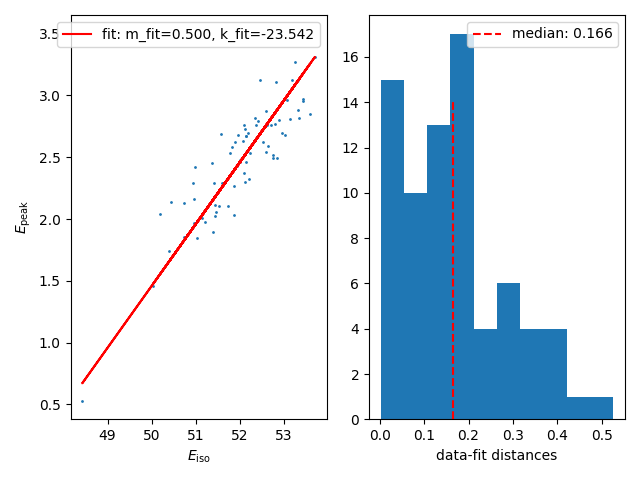 fit: m_fit=0.500, k_fit=-23.542
3.5
3.0
2.5
2.0
1.5
1.0
0.5
E_peak
49 50 51 52 53
E_iso
median: 0.166
16
14
12
10
8
6
4
2
0
0.0 0.1 0.2 0.3 0.4 0.5
data-fit distances